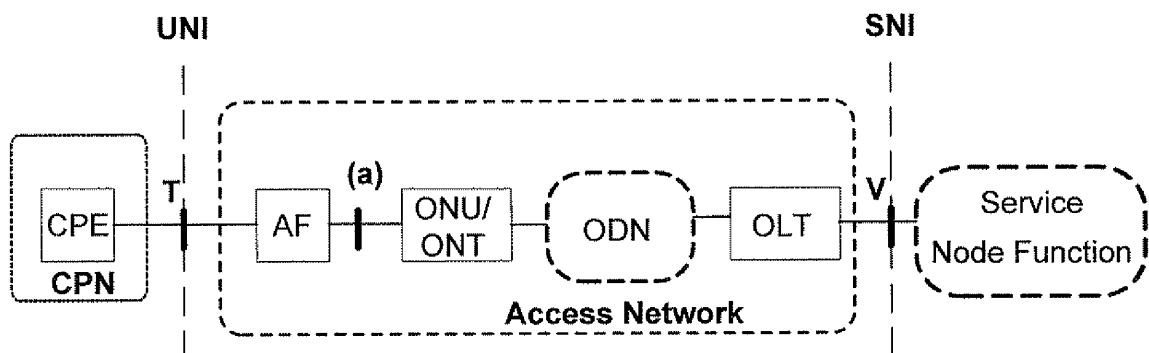 UNI
SNI
T
(a)
V
CPE
AF
ONU/
ONT
ODN
OLT
Service
Node Function
CPN
Access Network